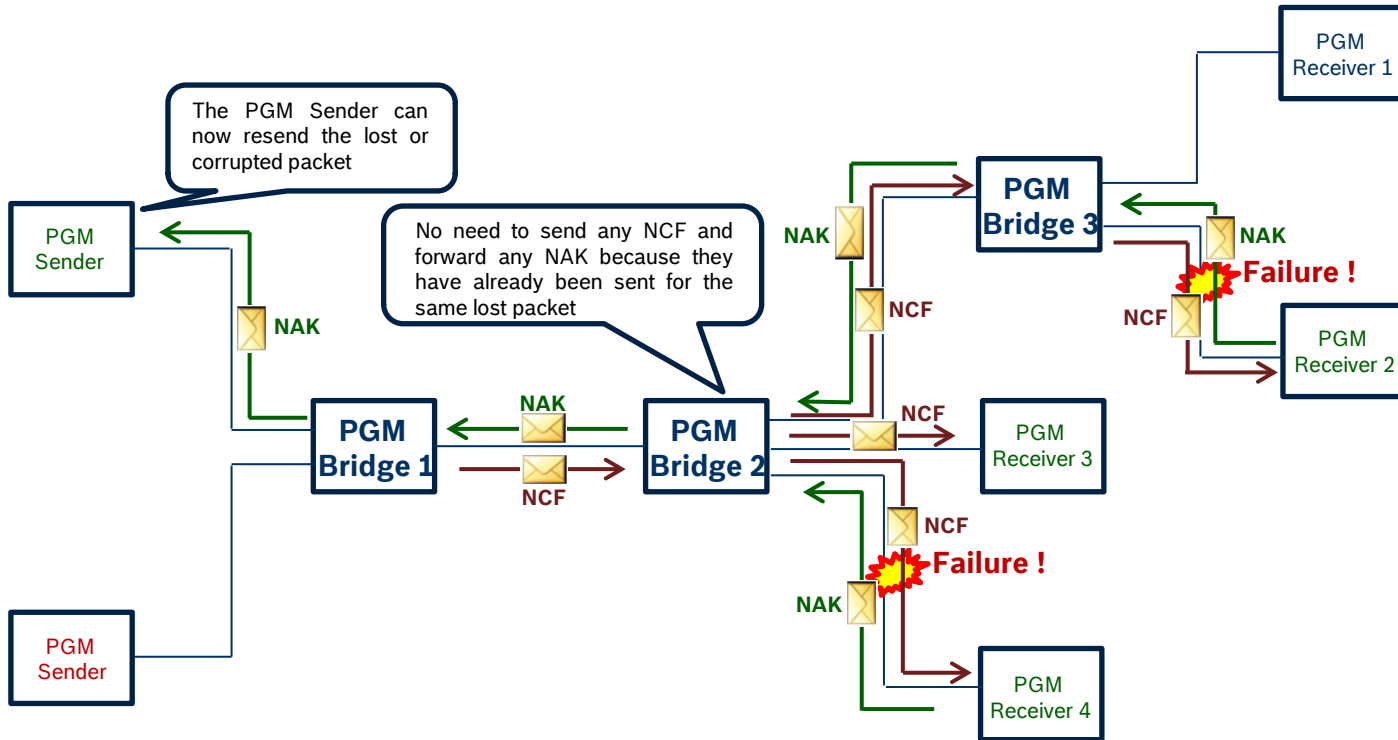 PGM
Receiver 1
The PGM Sender can
now resend the lost or
corrupted packet
PGM
Bridge 3
PGM
Sender
No need to send any NCF and
forward any NAK because they
have already been sent for the
same lost packet
NAK
NAK
Failure !
NCF
NCF
NAK
PGM
Receiver 2
NAK
NCF
PGM
Bridge 1
PGM
Bridge 2
PGM
Receiver 3
NCF
NCF
Failure !
NAK
PGM
Sender
PGM
Receiver 4